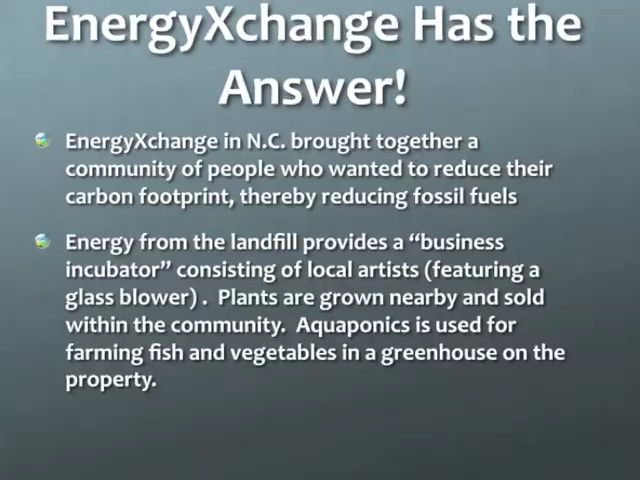 EnergyXchange Has the
Answer!
EnergyXchange in N.C. brought together a
community of people who wanted to reduce their
carbon footprint, thereby reducing fossil fuels
Energy from the landfill provides a “business
incubator” consisting of local artists (featuring a
glass blower) .  Plants are grown nearby and sold
within the community.  Aquaponics is used for
farming fish and vegetables in a greenhouse on the
property.